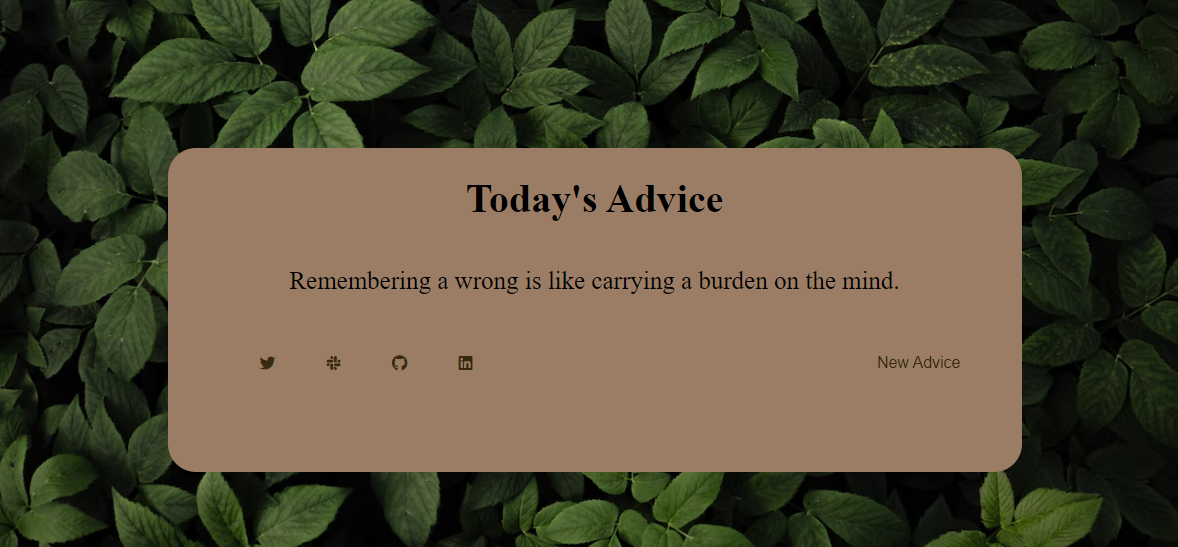 Today's Advice
Remembering a wrong is like carrying a burden on the mind.
New Advice